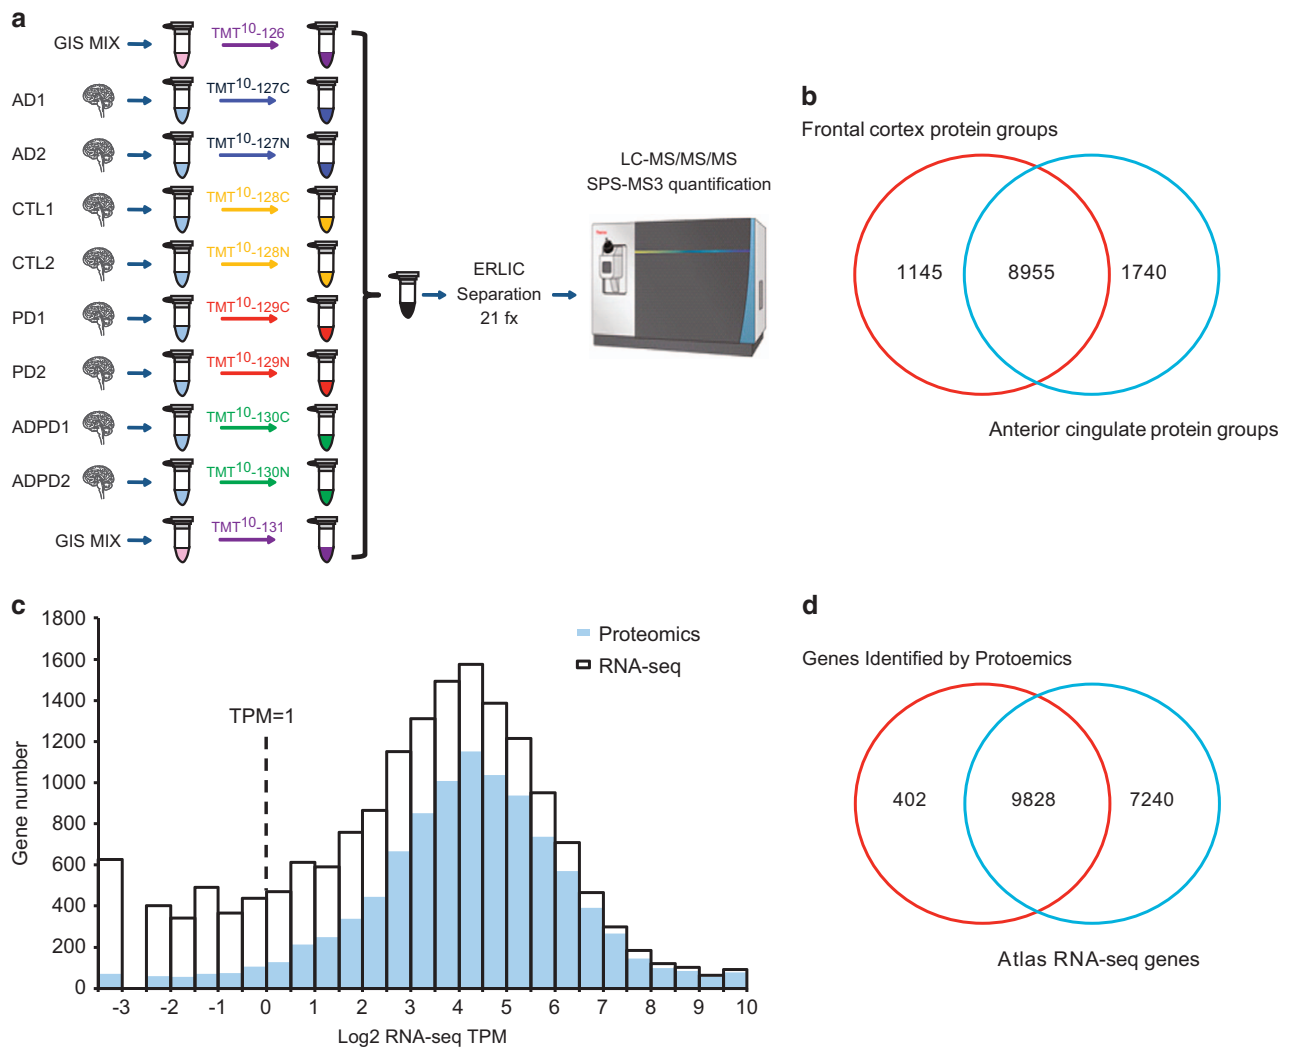 a
GIS MIX
TMT10-126
AD1
TMT10-127C
AD2
TMT10-127N
CTL1
TMT10-128C
CTL2
TMT10-128N
PD1
TMT10-129C
PD2
TMT10-129N
ADPD1
TMT10-130C
ADPD2
TMT10-130N
GIS MIX
TMT10-131
ERLIC
Separation
21 fx
LC-MS/MS/MS
SPS-MS3 quantification
b
Frontal cortex protein groups
1145
8955
1740
Anterior cingulate protein groups
c
1800
1600
1400
1200
1000
800
600
400
200
0
Gene number
TPM=1
Proteomics
RNA-seq
-3
-2
-1
0
1
2
3
4
5
6
7
8
9
10
Log2 RNA-seq TPM
d
Genes Identified by Protoemics
402
9828
7240
Atlas RNA-seq genes